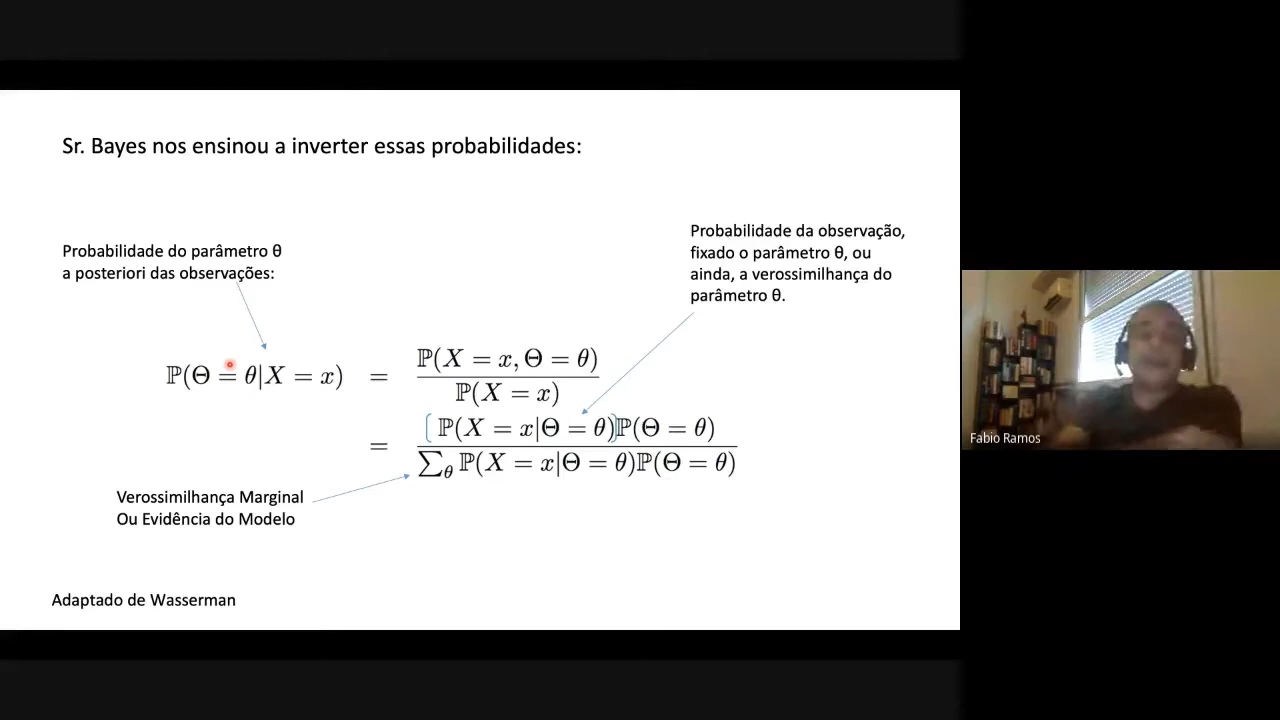 Sr. Bayes nos ensinou a inverter essas probabilidades:
Probabilidade do parâmetro θ
a posteriori das observações:
Probabilidade da observação,
fixado o parâmetro θ, ou
ainda, a verossimilhança do
parâmetro θ.
ℙ(Θ = θ|X = x) = ℙ(X = x, Θ = θ) / ℙ(X = x)
= ℙ(X = x|Θ = θ)ℙ(Θ = θ) / ∑_θ ℙ(X = x|Θ = θ)ℙ(Θ = θ)
Verossimilhança Marginal
Ou Evidência do Modelo
Adaptado de Wasserman
Fabio Ramos